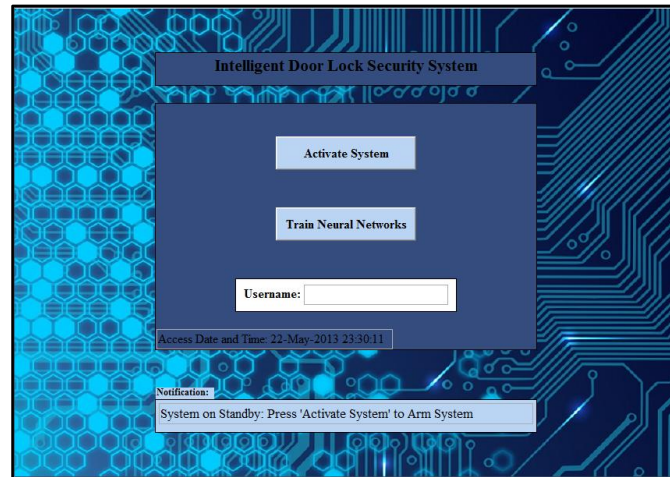 Intelligent Door Lock Security System
Activate System
Train Neural Networks
Username:
Access Date and Time: 22-May-2013 23:30:11
Notification:
System on Standby: Press 'Activate System' to Arm System